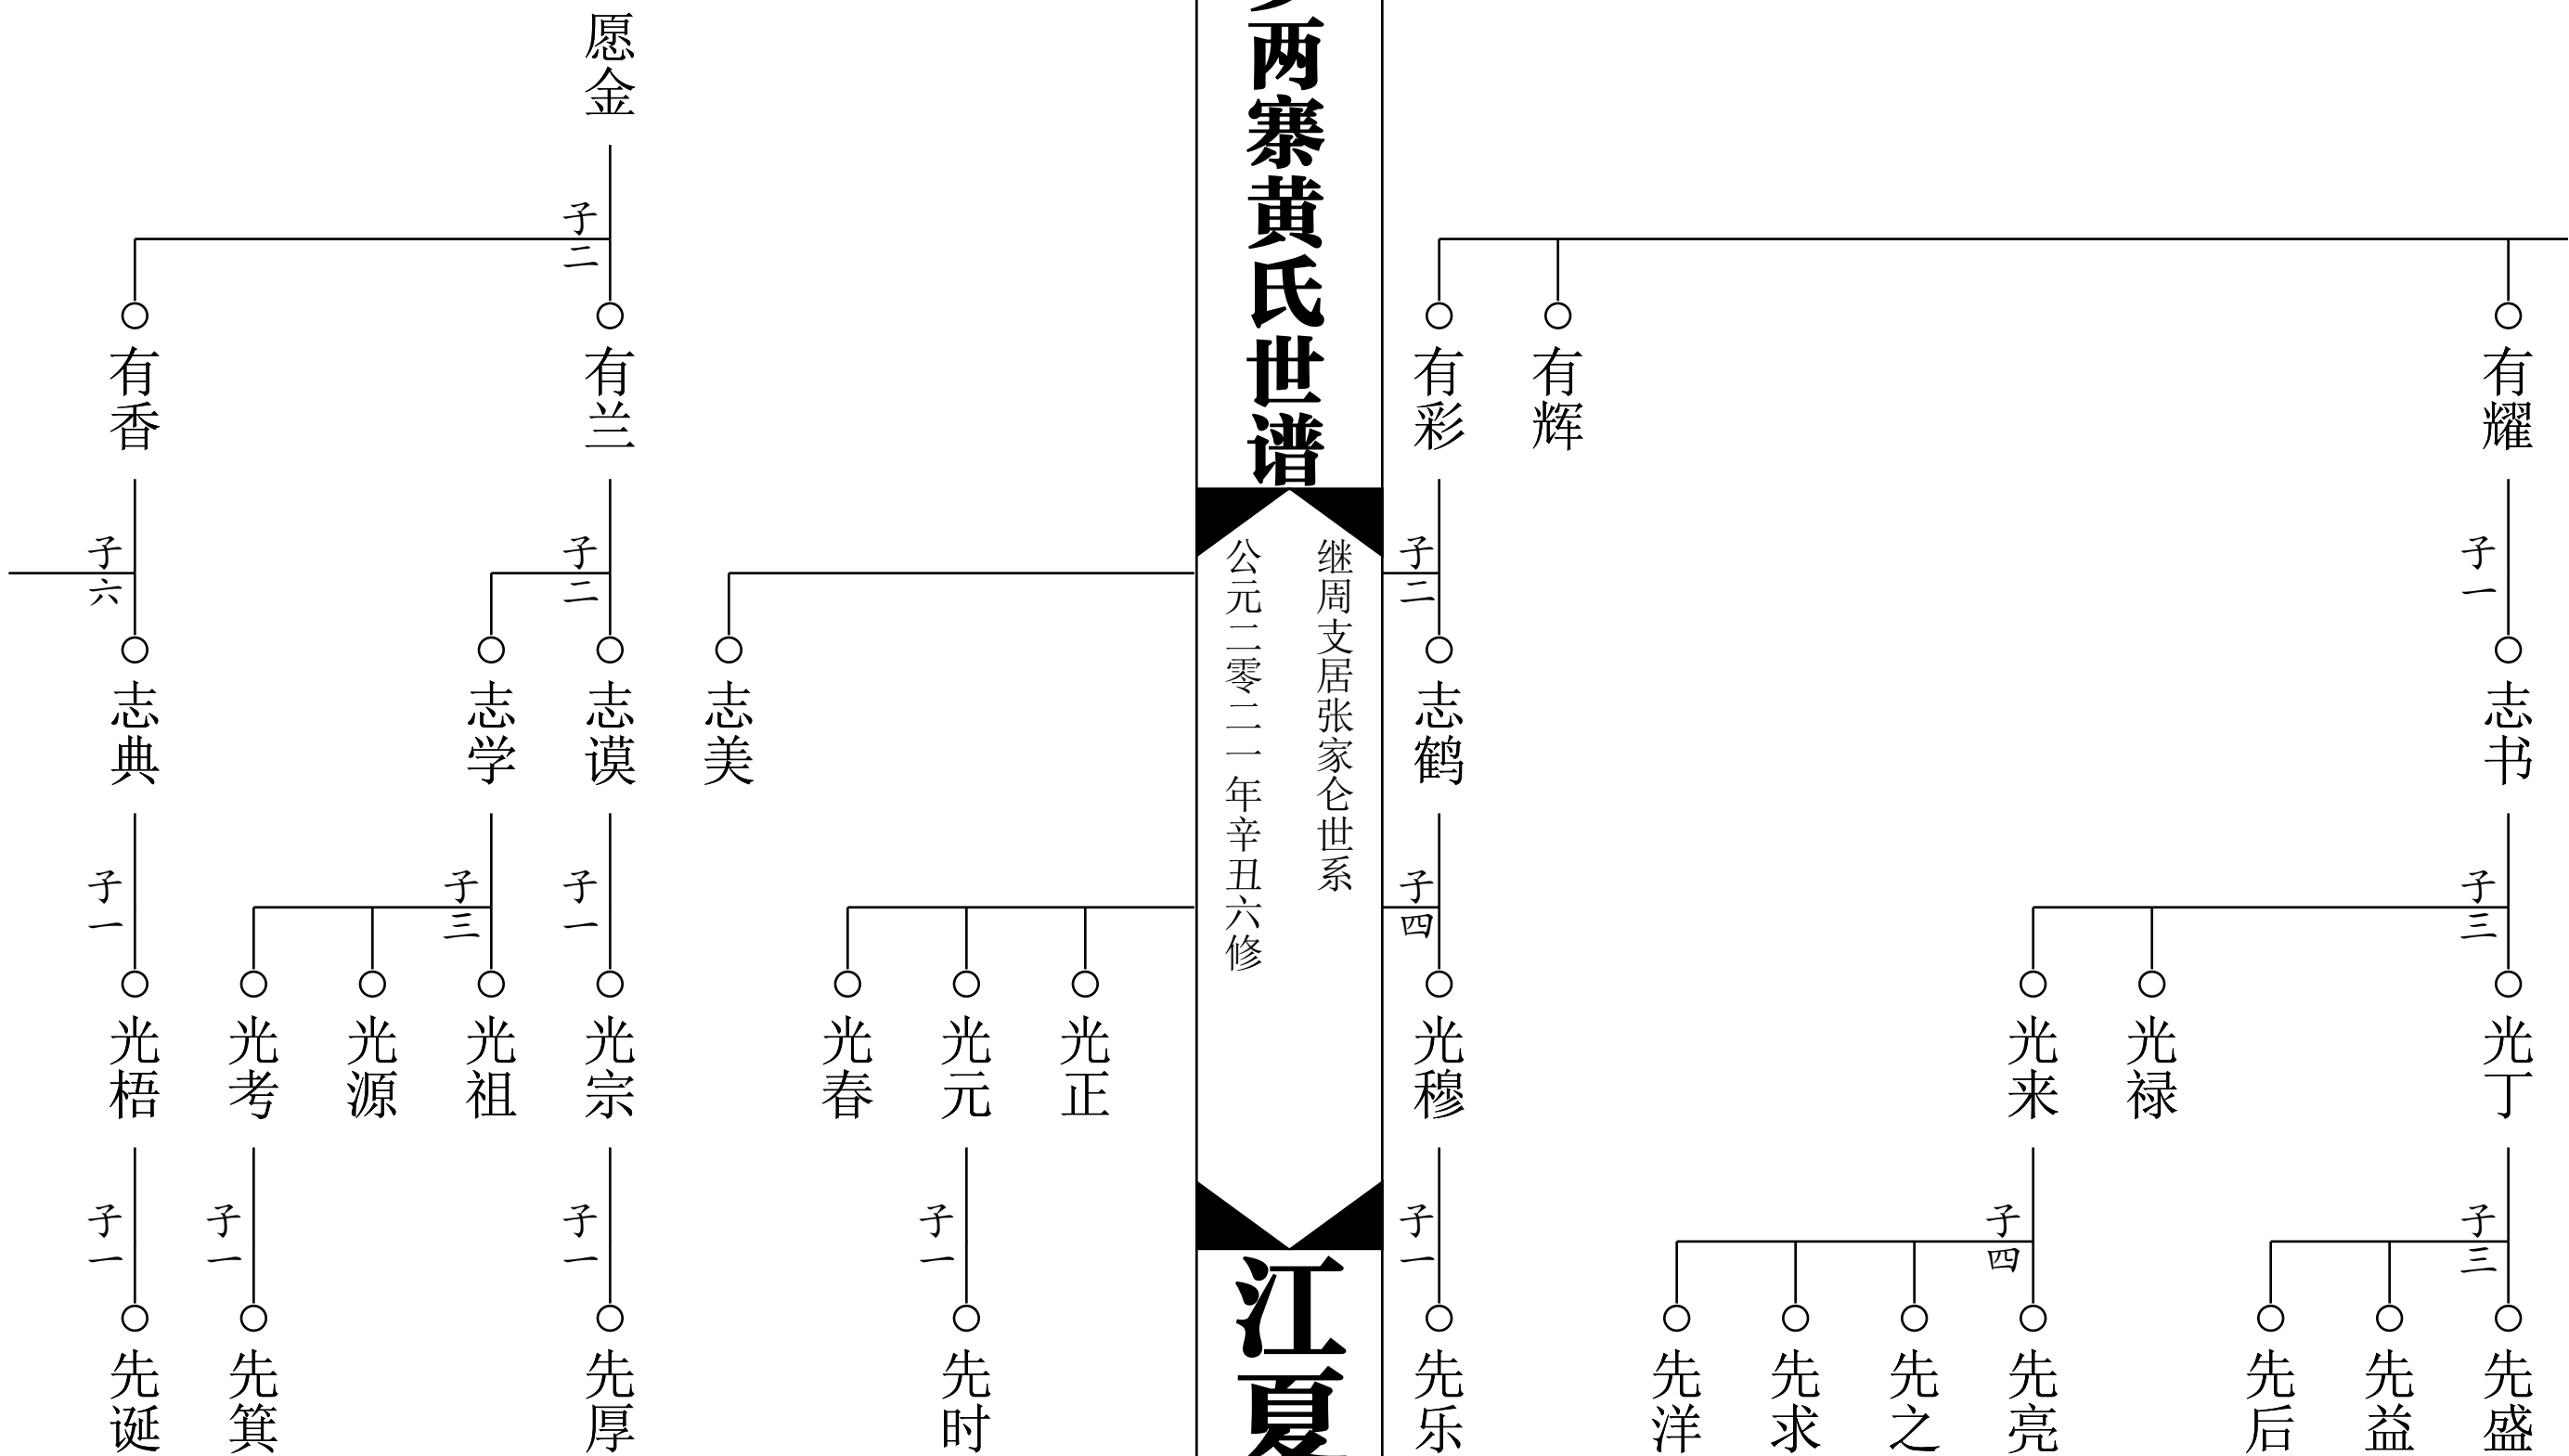 有耀
有辉
有彩
子一
子二
志书
志鹤
子三
子四
光丁
光禄
光来
光穆
子三
子四
子一
先盛
先益
先后
先亮
先之
先求
先洋
先乐
两寨黄氏世谱
继周支居张家仑世系
公元二零二一年辛丑六修
江夏
愿金
子二
有兰
有香
子二
子六
志美
志谟
志学
志典
子一
子三
子一
光正
光元
光春
光宗
光祖
光源
光考
光梧
子一
子一
子一
子一
先时
先厚
先箕
先诞